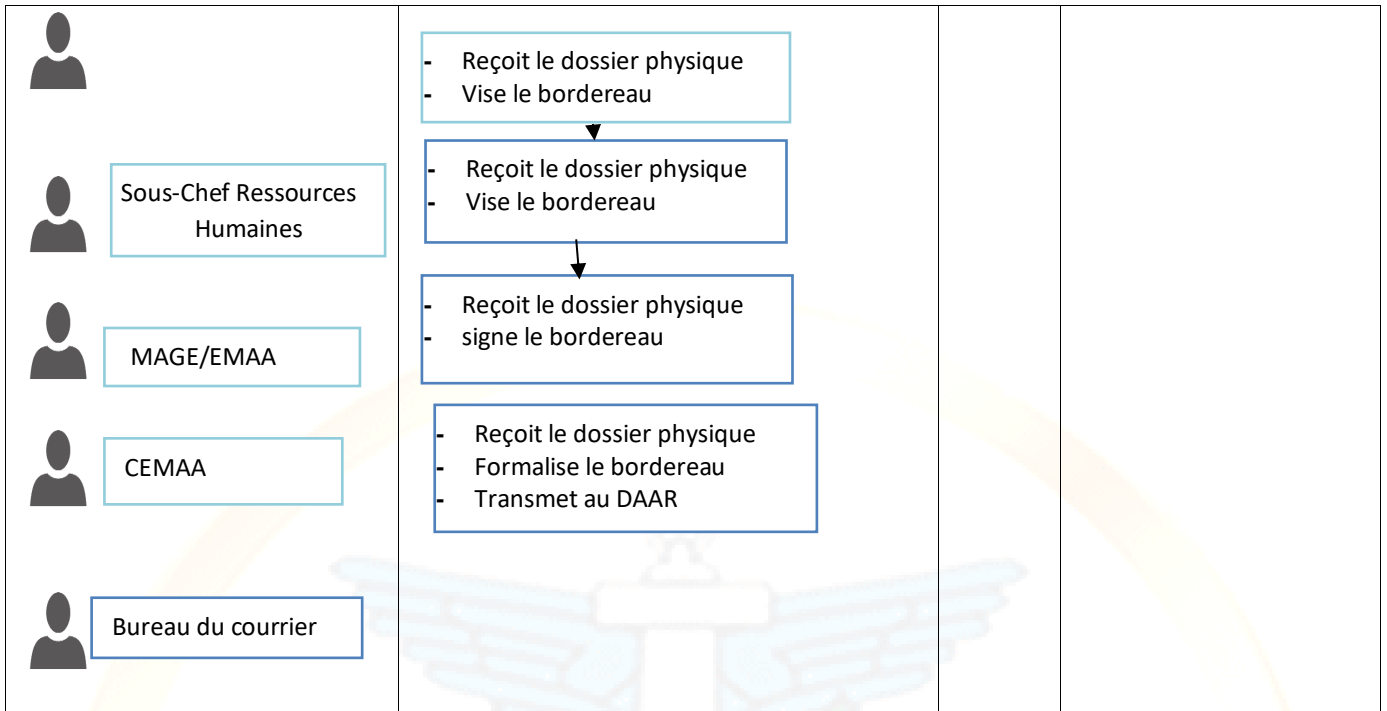 - Reçoit le dossier physique
- Vise le bordereau
Sous-Chef Ressources
Humaines
- Reçoit le dossier physique
- Vise le bordereau
MAGE/EMAA
- Reçoit le dossier physique
- signe le bordereau
CEMAA
- Reçoit le dossier physique
- Formalise le bordereau
- Transmet au DAAR
Bureau du courrier